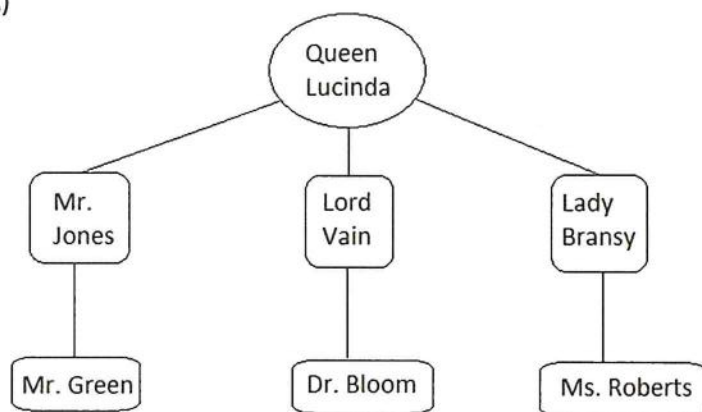 )
Queen
Lucinda
Mr.
Jones
Lord
Vain
Lady
Bransy
Mr. Green
Dr. Bloom
Ms. Roberts